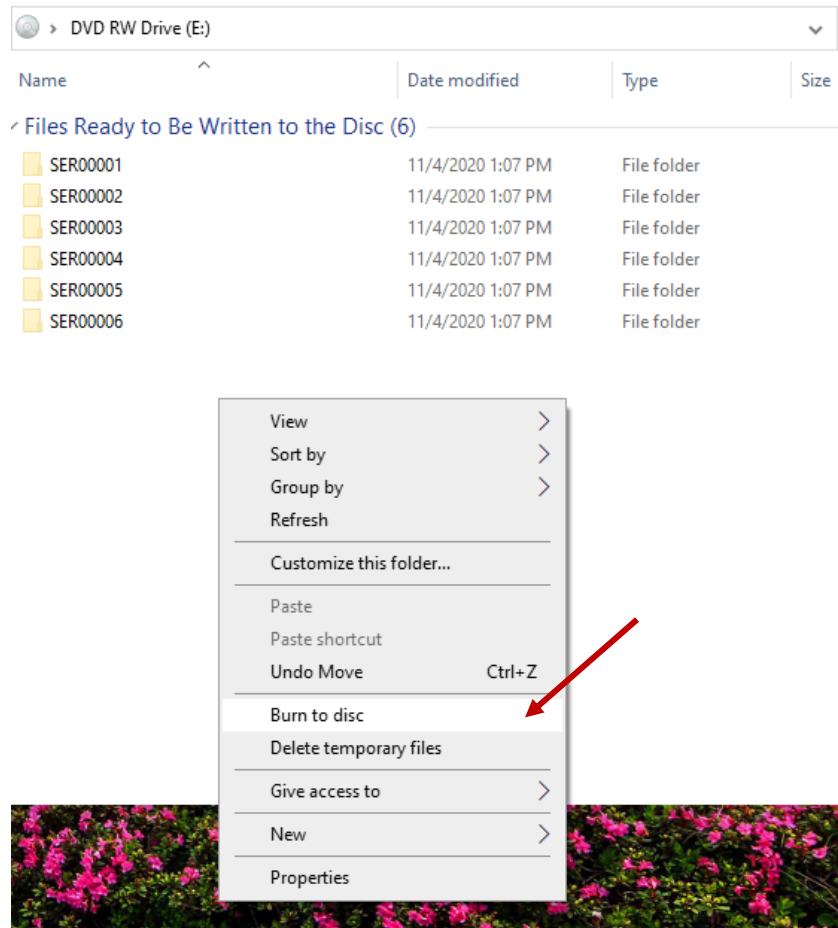 DVD RW Drive (E:)
Name Date modified Type Size
Files Ready to Be Written to the Disc (6)
SER00001 11/4/2020 1:07 PM File folder
SER00002 11/4/2020 1:07 PM File folder
SER00003 11/4/2020 1:07 PM File folder
SER00004 11/4/2020 1:07 PM File folder
SER00005 11/4/2020 1:07 PM File folder
SER00006 11/4/2020 1:07 PM File folder
View
Sort by
Group by
Refresh
Customize this folder...
Paste
Paste shortcut
Undo Move Ctrl+Z
Burn to disc
Delete temporary files
Give access to
New
Properties